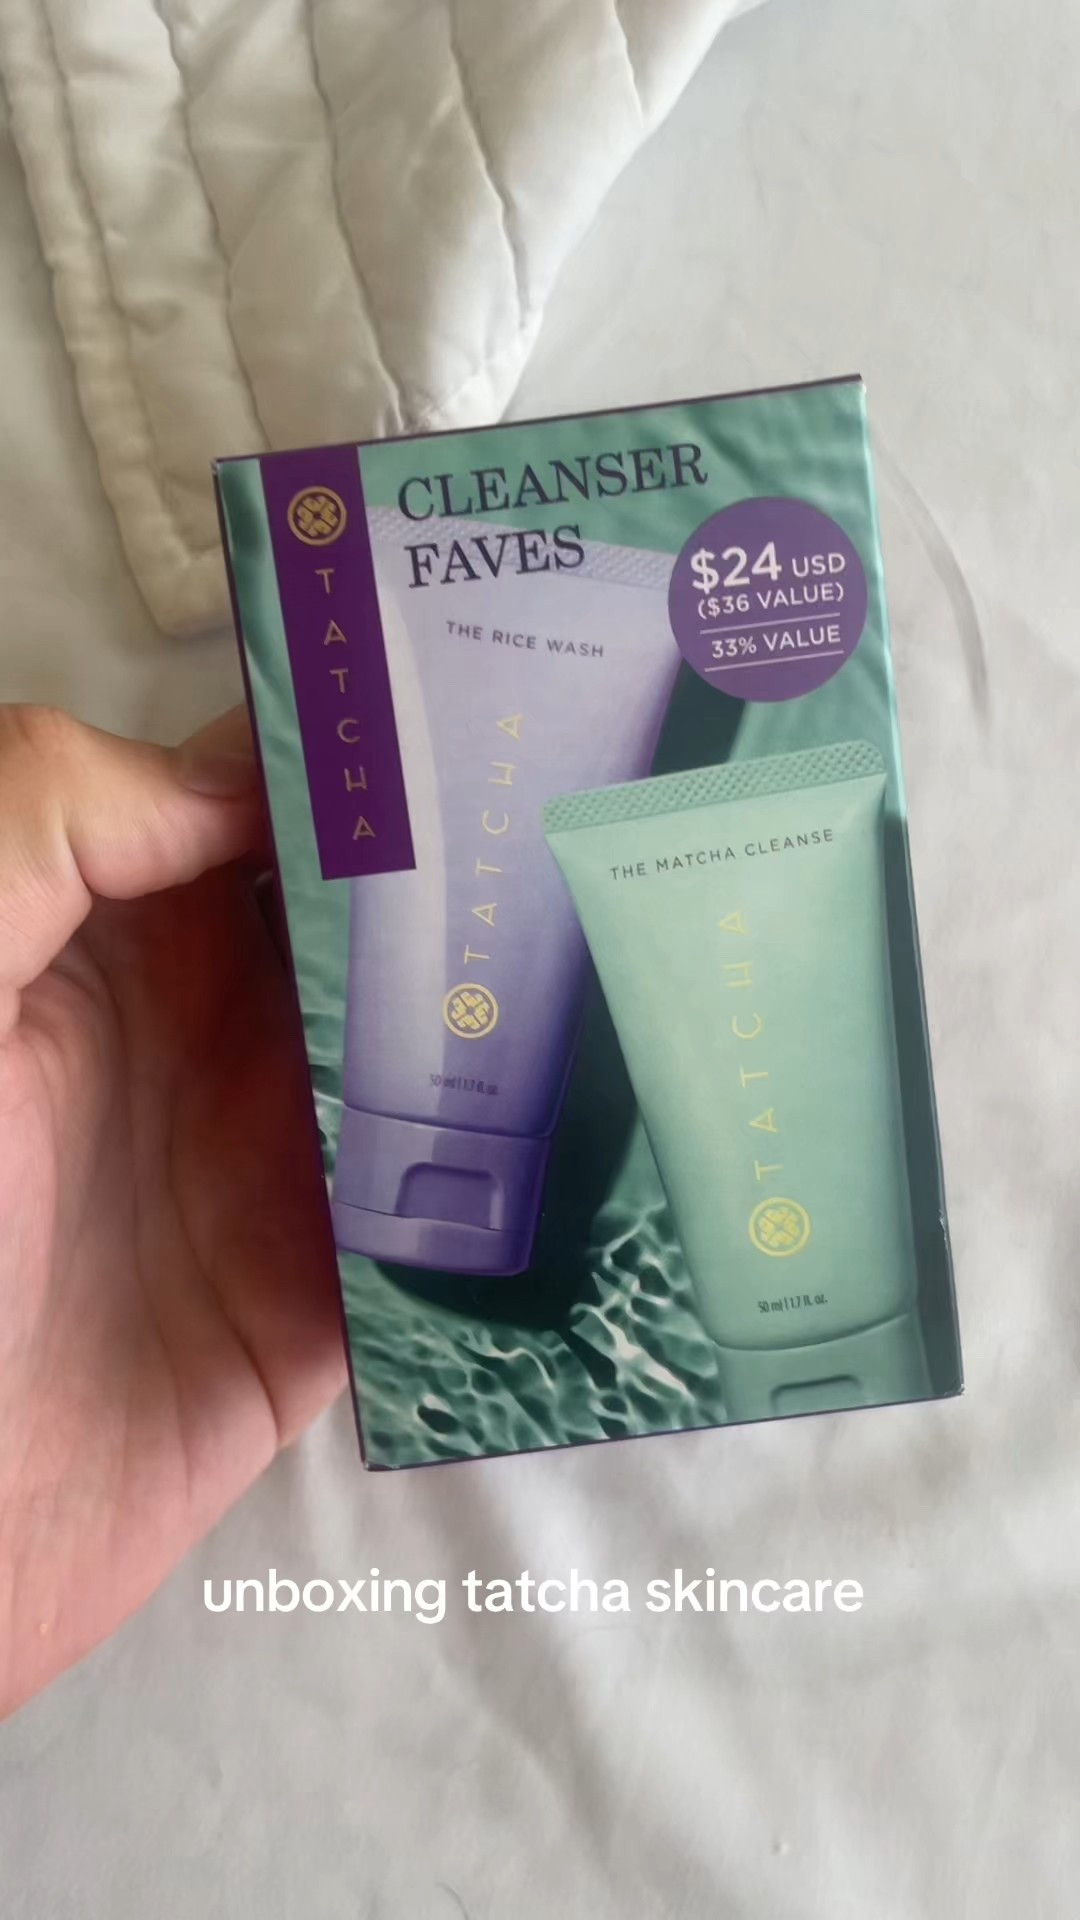 CLEANSER
FAVES
TATCHA
$24 USD
($36 VALUE)
33% VALUE
THE RICE WASH
TATCHA
50 ml | 1.7 fl. oz.
THE MATCHA CLEANSE
TATCHA
50 ml | 1.7 fl. oz.
unboxing tatcha skincare